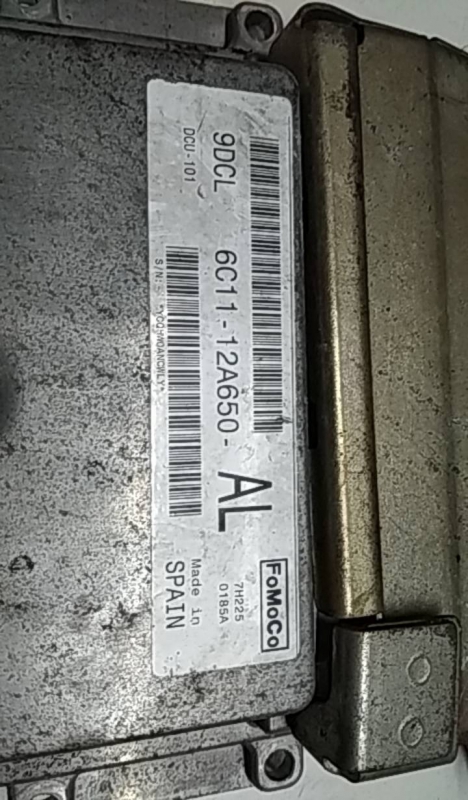 9DCL 6C11-12A650-AL
DCU-101
S/N:
FoMoCo
7H225
0185A
Made in
SPAIN